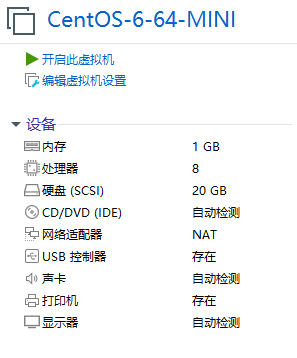 CentOS-6-64-MINI
开启此虚拟机
编辑虚拟机设置
设备
内存 1 GB
处理器 8
硬盘 (SCSI) 20 GB
CD/DVD (IDE) 自动检测
网络适配器 NAT
USB 控制器 存在
声卡 自动检测
打印机 存在
显示器 自动检测